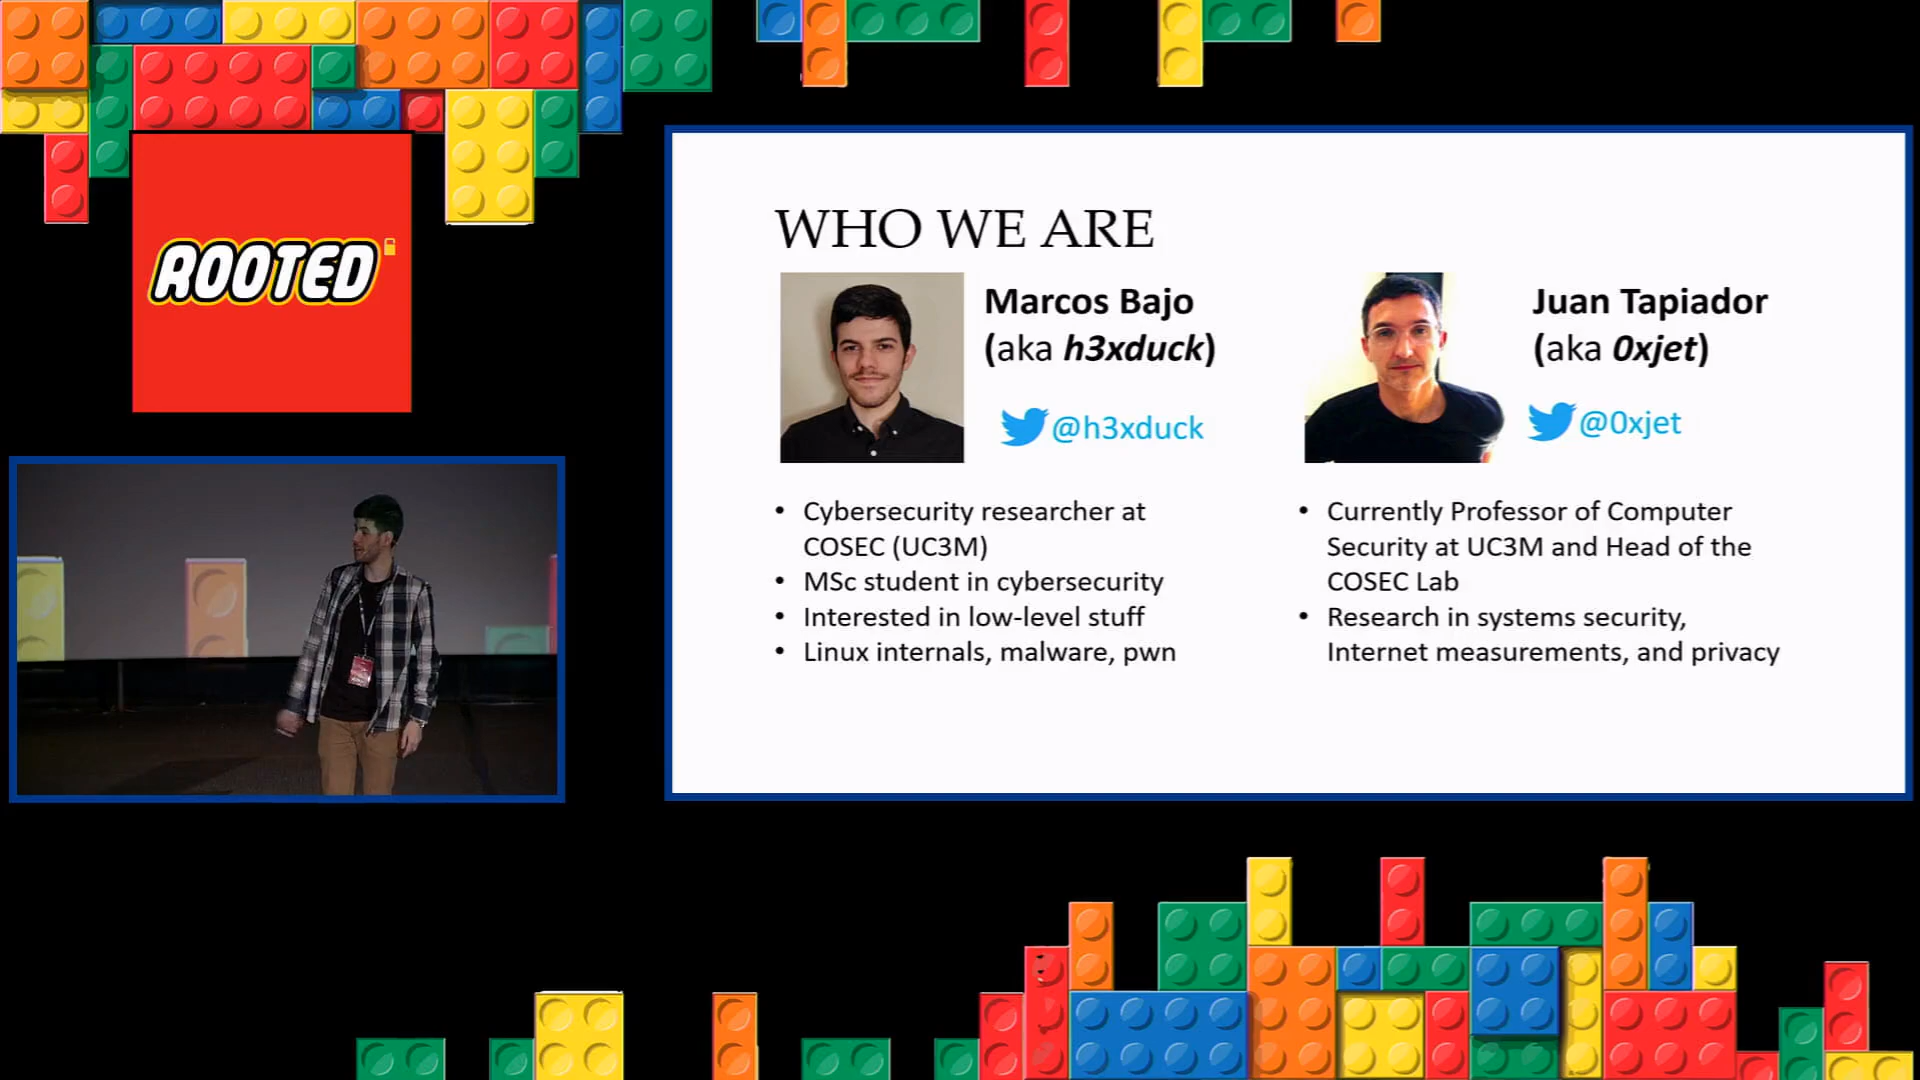 ROOTED
WHO WE ARE
Marcos Bajo
(aka h3xduck)
@h3xduck
• Cybersecurity researcher at
COSEC (UC3M)
• MSc student in cybersecurity
• Interested in low-level stuff
• Linux internals, malware, pwn
Juan Tapiador
(aka 0xjet)
@0xjet
• Currently Professor of Computer
Security at UC3M and Head of the
COSEC Lab
• Research in systems security,
Internet measurements, and privacy